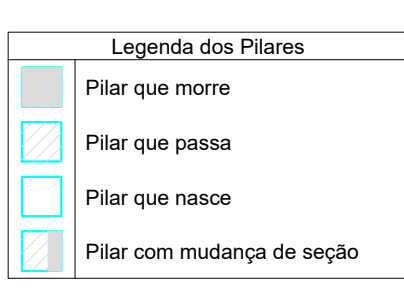 Legenda dos Pilares
Pilar que morre
Pilar que passa
Pilar que nasce
Pilar com mudança de seção